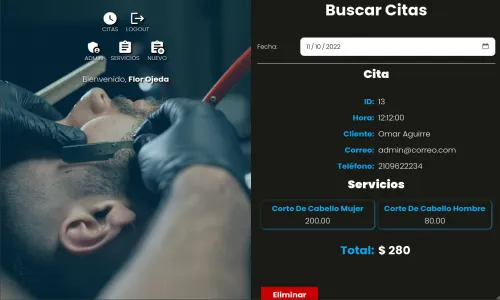 CITAS LOGOUT
ADMIN SERVICIOS NUEVO
Bienvenido, Flor Ojeda
Buscar Citas
Fecha: 11 / 10 / 2022
Cita
ID: 13
Hora: 12:12:00
Cliente: Omar Aguirre
Correo: admin@correo.com
Teléfono: 2109622234
Servicios
Corte De Cabello Mujer
200.00
Corte De Cabello Hombre
80.00
Total: $ 280
Eliminar